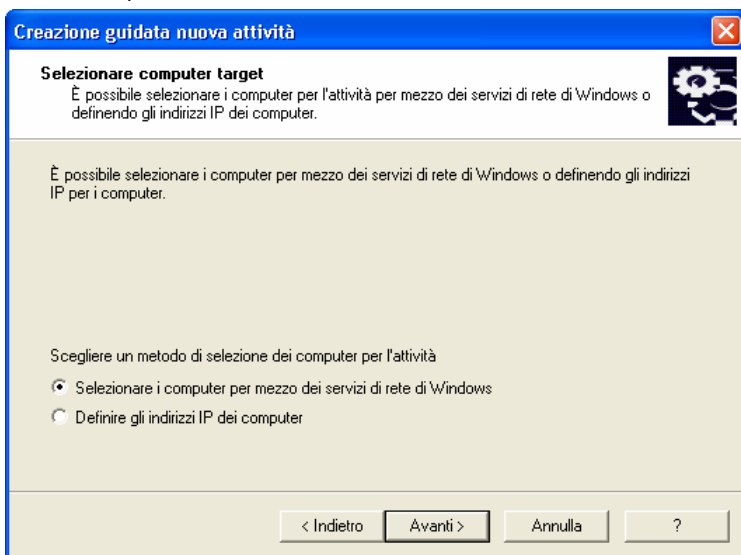 Creazione guidata nuova attività
Selezionare computer target
È possibile selezionare i computer per l'attività per mezzo dei servizi di rete di Windows o
definendo gli indirizzi IP dei computer.
È possibile selezionare i computer per mezzo dei servizi di rete di Windows o definendo gli indirizzi
IP per i computer.
Scegliere un metodo di selezione dei computer per l'attività
Selezionare i computer per mezzo dei servizi di rete di Windows
Definire gli indirizzi IP dei computer
< Indietro Avanti > Annulla ?